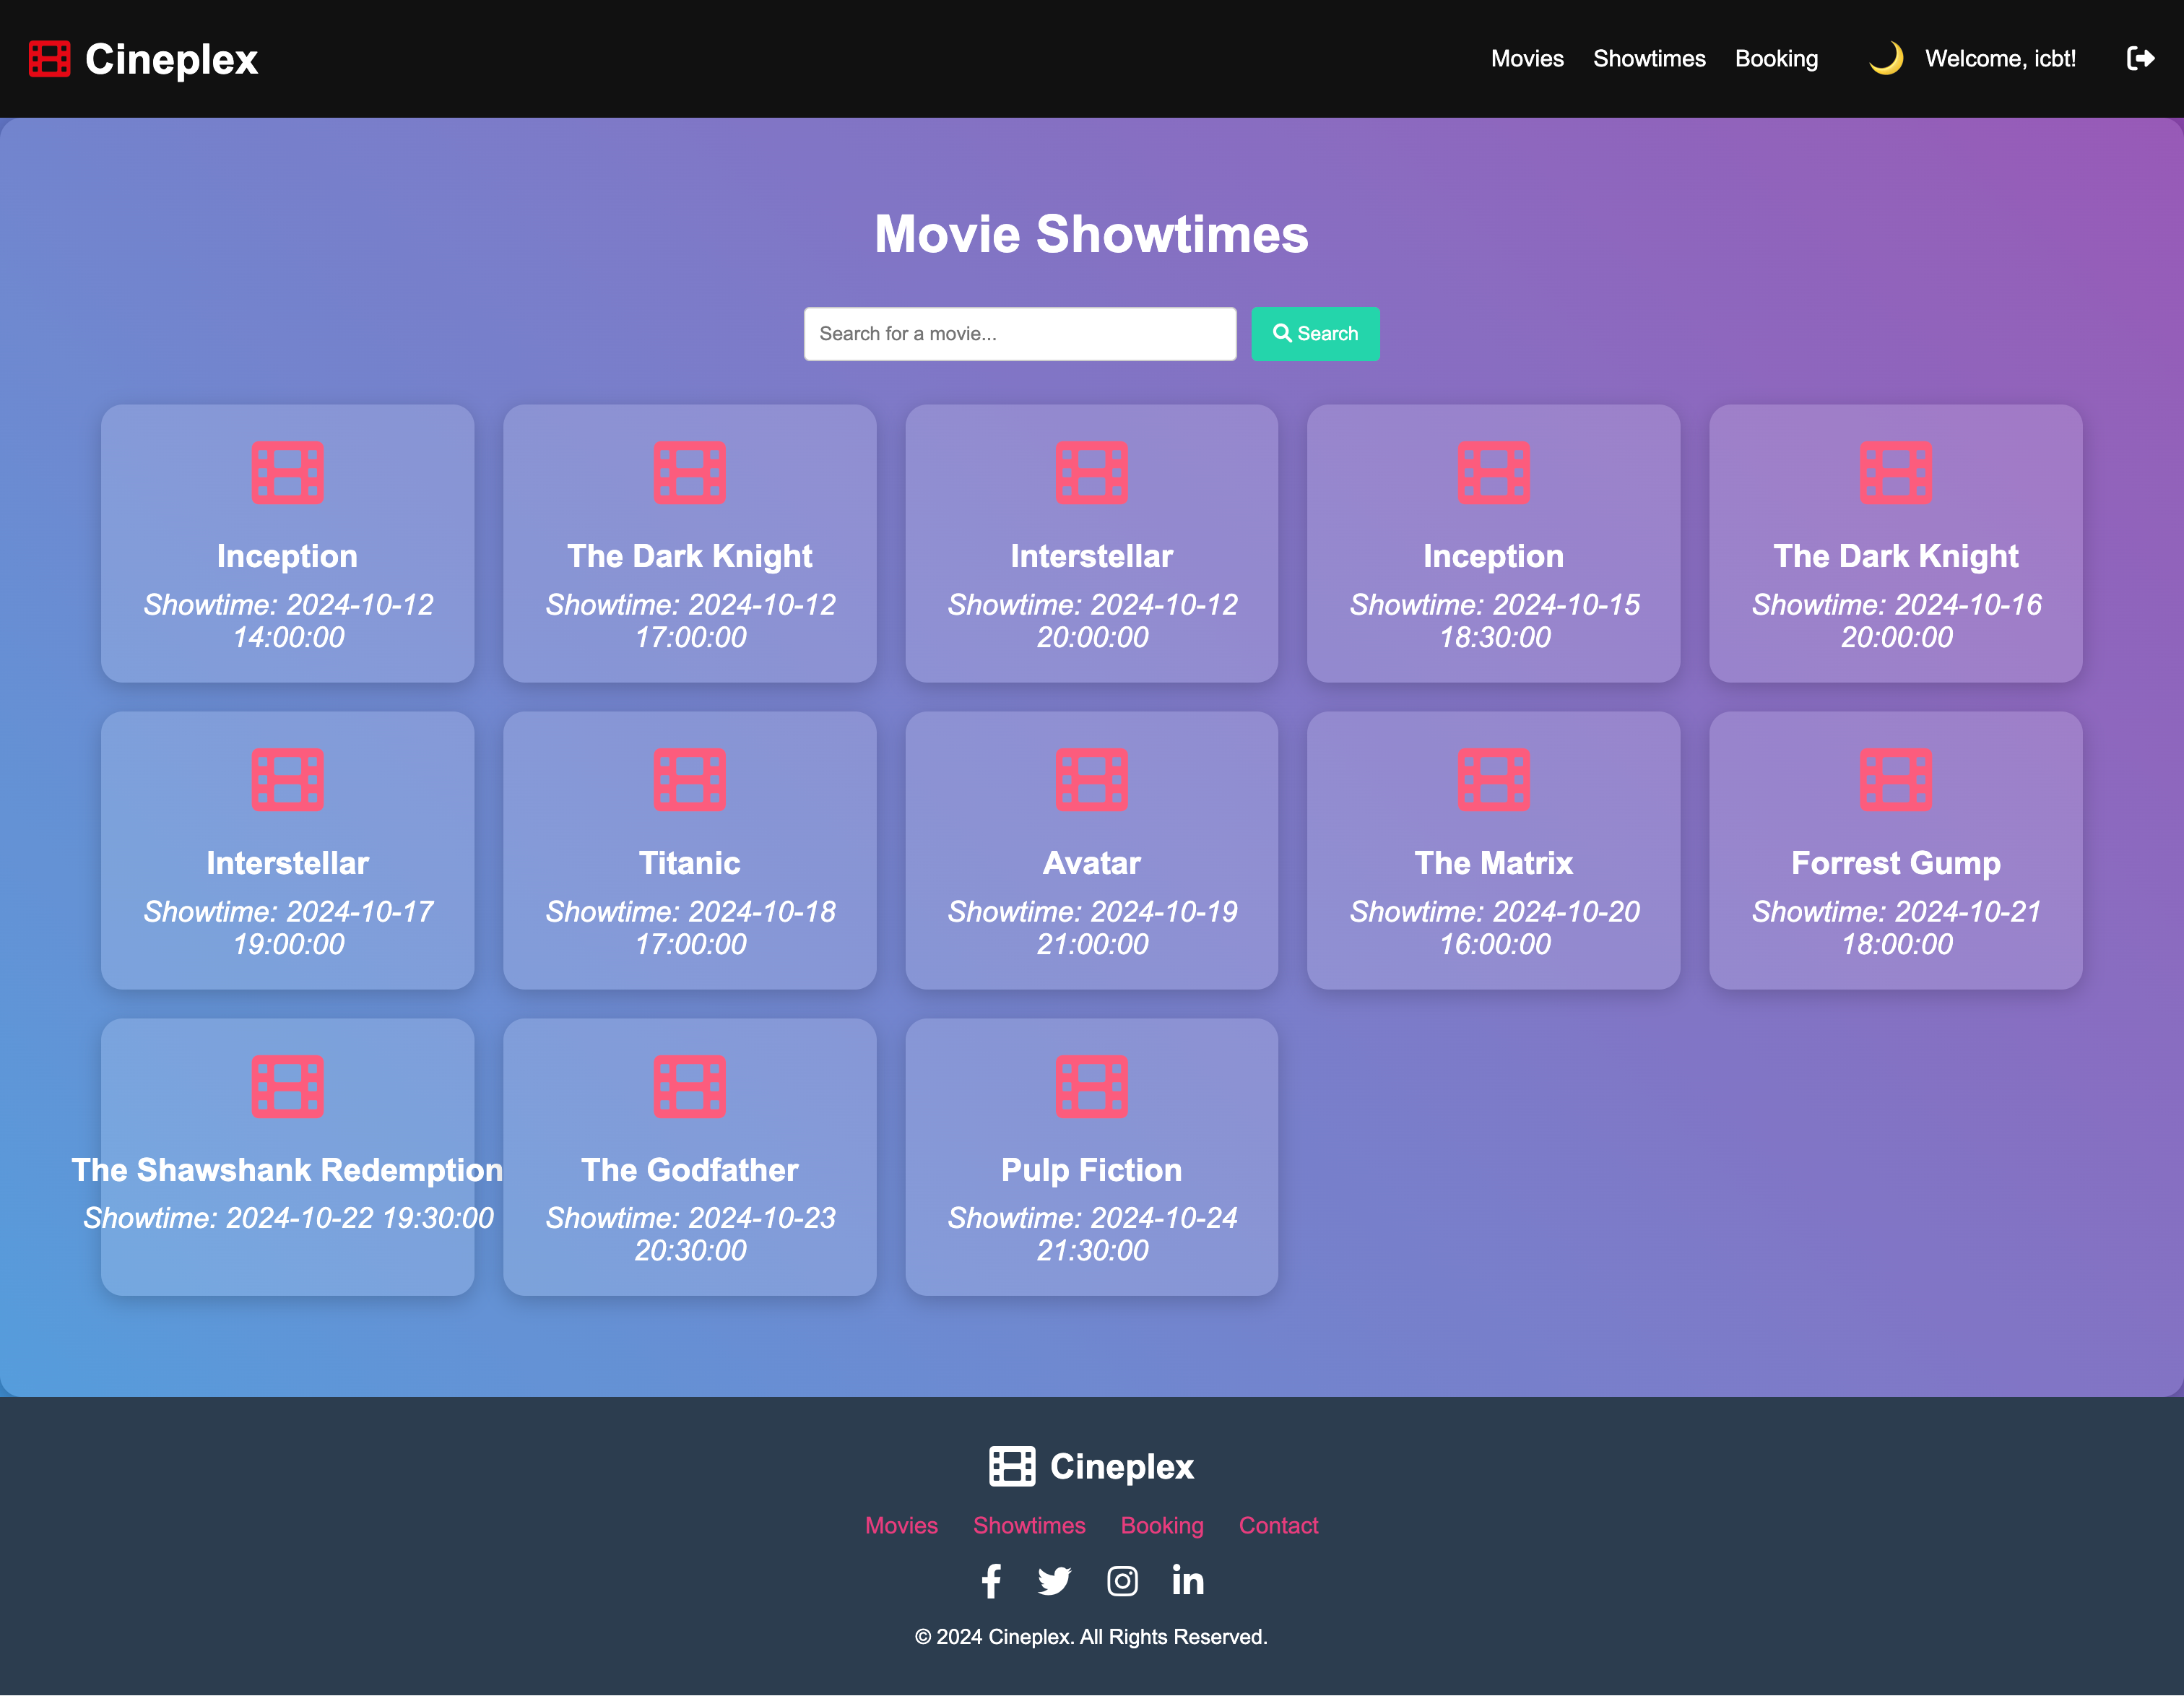 Cineplex
Movies Showtimes Booking Welcome, icbt!
Movie Showtimes
Search for a movie... Search
Inception
Showtime: 2024-10-12
14:00:00
The Dark Knight
Showtime: 2024-10-12
17:00:00
Interstellar
Showtime: 2024-10-12
20:00:00
Inception
Showtime: 2024-10-15
18:30:00
The Dark Knight
Showtime: 2024-10-16
20:00:00
Interstellar
Showtime: 2024-10-17
19:00:00
Titanic
Showtime: 2024-10-18
17:00:00
Avatar
Showtime: 2024-10-19
21:00:00
The Matrix
Showtime: 2024-10-20
16:00:00
Forrest Gump
Showtime: 2024-10-21
18:00:00
The Shawshank Redemption
Showtime: 2024-10-22 19:30:00
The Godfather
Showtime: 2024-10-23
20:30:00
Pulp Fiction
Showtime: 2024-10-24
21:30:00
Cineplex
Movies Showtimes Booking Contact
© 2024 Cineplex. All Rights Reserved.